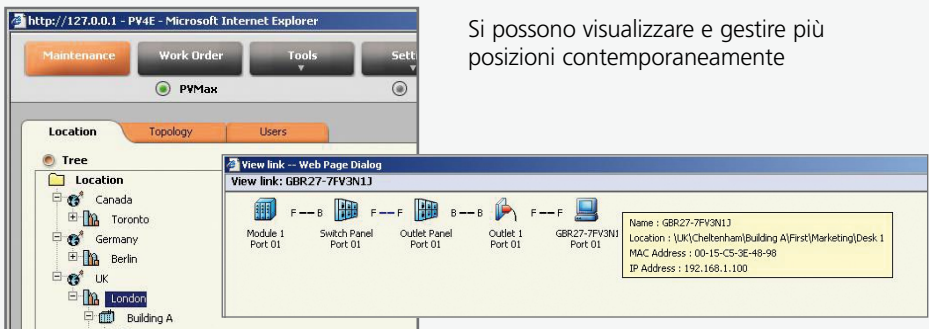 http://127.0.0.1 - PV4E - Microsoft Internet Explorer
Maintenance Work Order Tools
PVMax
Location Topology Users
Tree
Location
Canada
Toronto
Germany
Berlin
UK
London
Building A
Si possono visualizzare e gestire più
posizioni contemporaneamente
View link -- Web Page Dialog
View link: GBR27-7FV3N1J
F -- B F -- F B -- B F -- F
Module 1 Switch Panel Outlet Panel Outlet 1 GBR27-7FV3N1
Port 01 Port 01 Port 01 Port 01 Port 01
Name : GBR27-7FV3N1J
Location : \UK\Cheltenham\Building A\First\Marketing\Desk 1
MAC Address : 00-15-C5-3E-48-98
IP Address : 192.168.1.100